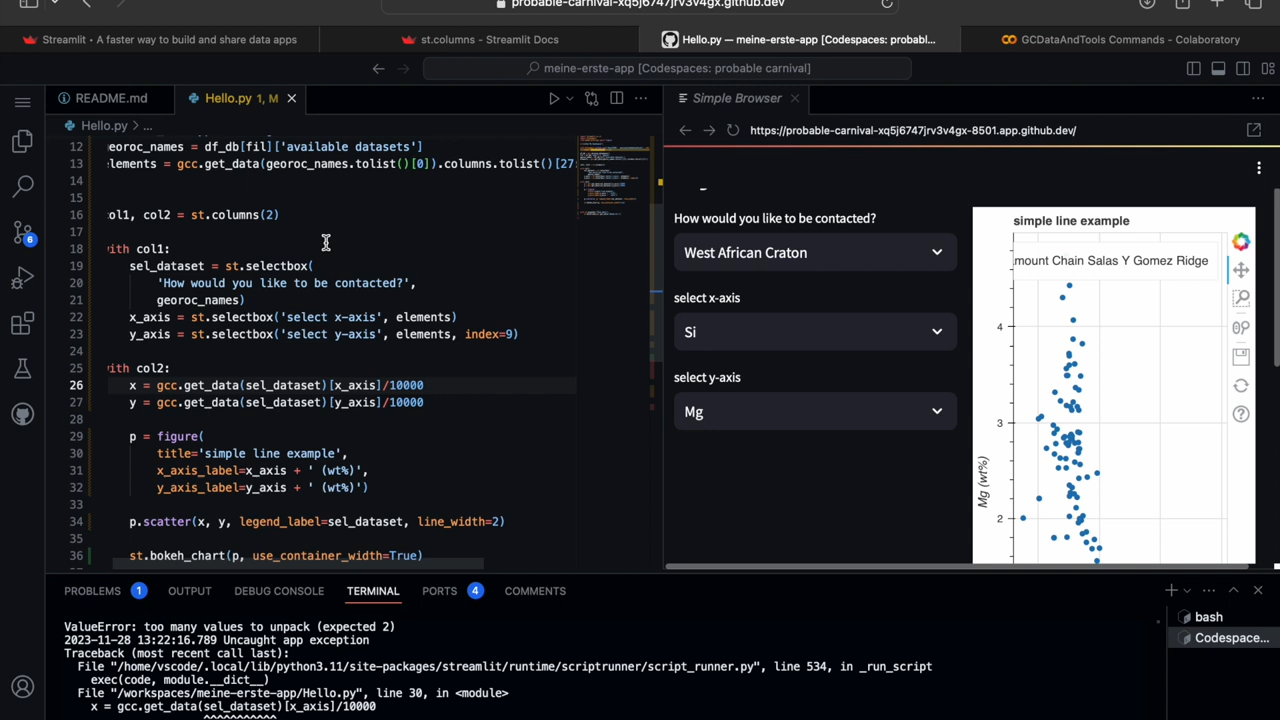 probable-carnival-xq5j6747jrv3v4gx.github.dev
Streamlit • A faster way to build and share data apps
st.columns - Streamlit Docs
Hello.py — meine-erste-app [Codespaces: probabl...
GCDataAndTools Commands - Colaboratory
meine-erste-app [Codespaces: probable carnival]
README.md
Hello.py 1, M
Simple Browser
Hello.py > ...
https://probable-carnival-xq5j6747jrv3v4gx-8501.app.github.dev/
12 georoc_names = df_db[fil]['available datasets']
13 elements = gcc.get_data(georoc_names.tolist()[0]).columns.tolist()[27
14
15
16 col1, col2 = st.columns(2)
17
18 with col1:
19 sel_dataset = st.selectbox(
20 'How would you like to be contacted?',
21 georoc_names)
22 x_axis = st.selectbox('select x-axis', elements)
23 y_axis = st.selectbox('select y-axis', elements, index=9)
24
25 with col2:
26 x = gcc.get_data(sel_dataset)[x_axis]/10000
27 y = gcc.get_data(sel_dataset)[y_axis]/10000
28
29 p = figure(
30 title='simple line example',
31 x_axis_label=x_axis + ' (wt%)',
32 y_axis_label=y_axis + ' (wt%)')
33
34 p.scatter(x, y, legend_label=sel_dataset, line_width=2)
35
36 st.bokeh_chart(p, use_container_width=True)
How would you like to be contacted?
West African Craton
select x-axis
Si
select y-axis
Mg
simple line example
mount Chain Salas Y Gomez Ridge
4
3
2
Mg (wt%)
6
PROBLEMS 1
OUTPUT
DEBUG CONSOLE
TERMINAL
PORTS 4
COMMENTS
ValueError: too many values to unpack (expected 2)
2023-11-28 13:22:16.789 Uncaught app exception
Traceback (most recent call last):
File "/home/vscode/.local/lib/python3.11/site-packages/streamlit/runtime/scriptrunner/script_runner.py", line 534, in _run_script
exec(code, module.__dict__)
File "/workspaces/meine-erste-app/Hello.py", line 30, in <module>
x = gcc.get_data(sel_dataset)[x_axis]/10000
^^^^^^^^^^^
bash
Codespace...